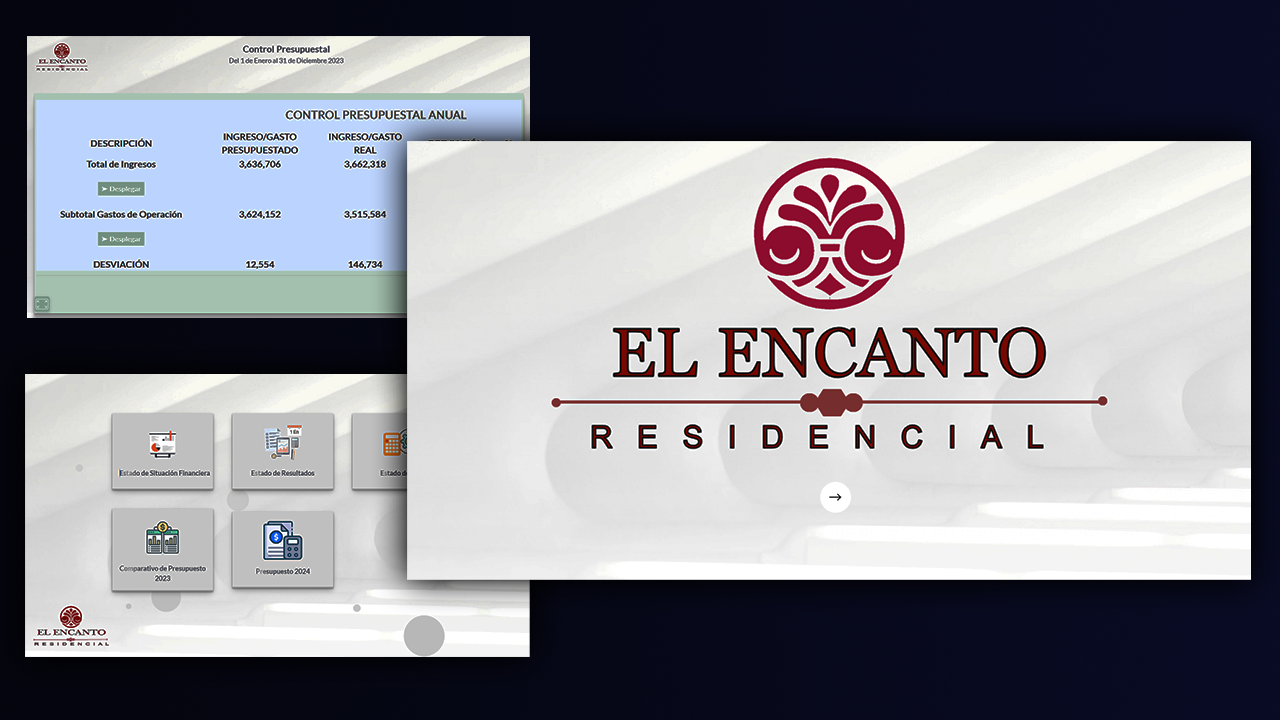 EL ENCANTO
RESIDENCIAL
Control Presupuestal
Del 1 de Enero al 31 de Diciembre 2023
CONTROL PRESUPUESTAL ANUAL
DESCRIPCIÓN
INGRESO/GASTO
PRESUPUESTADO
INGRESO/GASTO
REAL
Total de Ingresos
3,636,706
3,662,318
➤ Desplegar
Subtotal Gastos de Operación
3,624,152
3,515,584
➤ Desplegar
DESVIACIÓN
12,554
146,734
EL ENCANTO
RESIDENCIAL
Estado de Situación Financiera
Estado de Resultados
Estado
Comparativo de Presupuesto
2023
Presupuesto 2024
EL ENCANTO
RESIDENCIAL